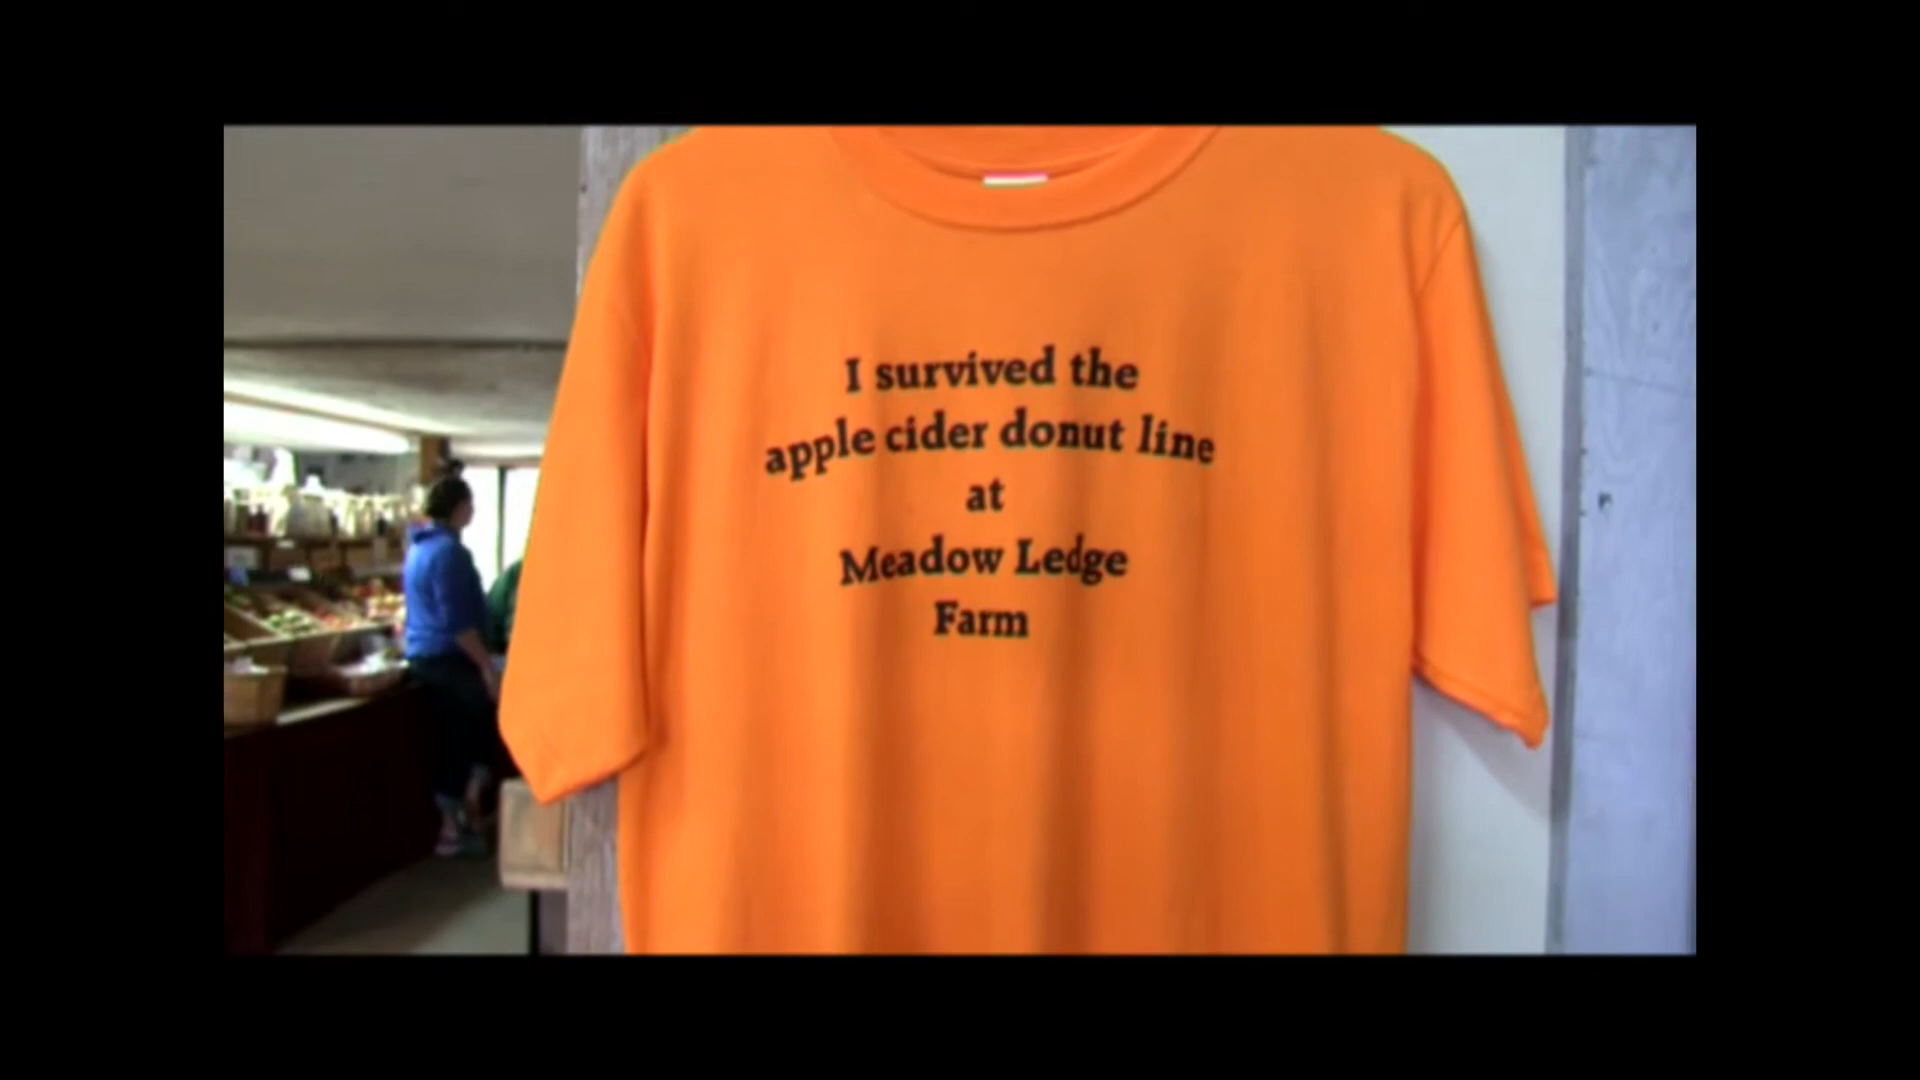 I survived the
apple cider donut line
at
Meadow Ledge
Farm